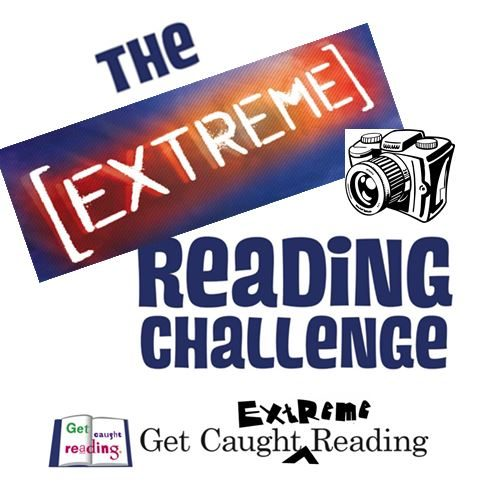 THE
[EXTREME]
READING
CHALLENGE
Get caught
reading.
EXtReme
Get Caught Reading